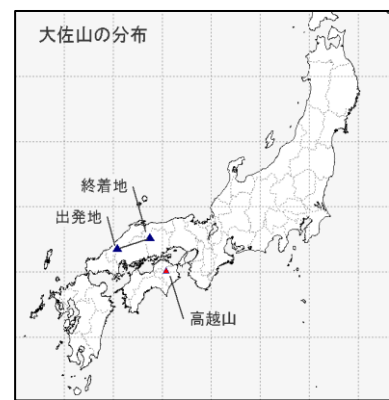 大佐山の分布
終着地
出発地
高越山